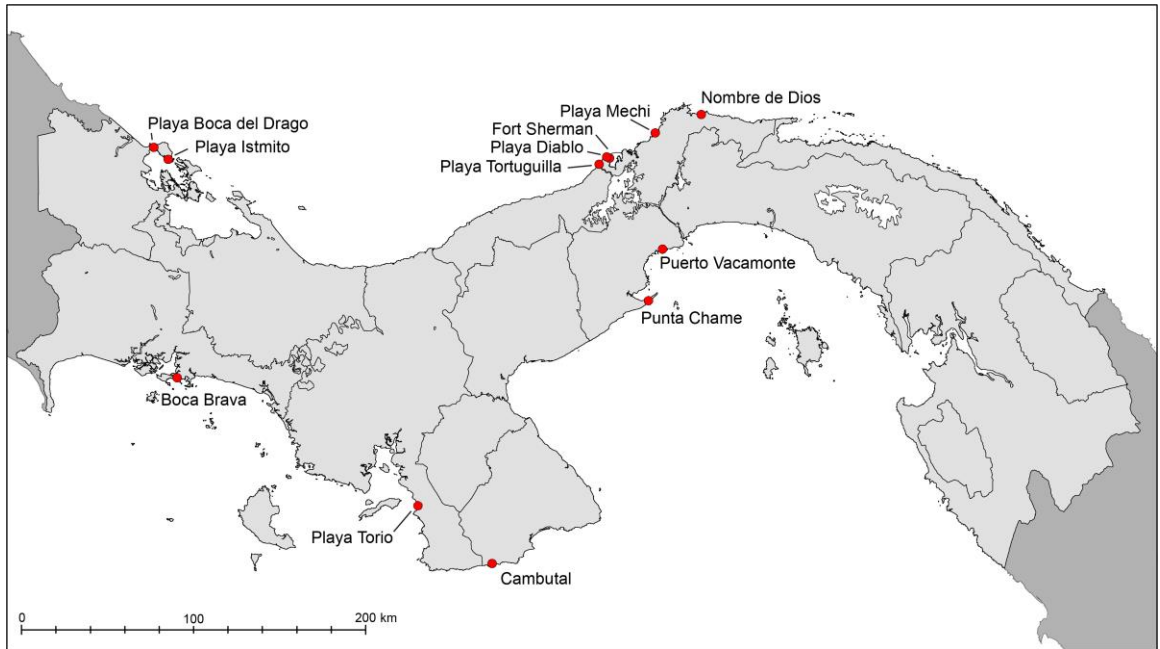 Nombre de Dios
Playa Mechi
Playa Boca del Drago
Fort Sherman
Playa Istmito
Playa Diablo
Playa Tortuguilla
Puerto Vacamonte
Punta Chame
Boca Brava
Playa Torio
Cambutal
0 100 200 km